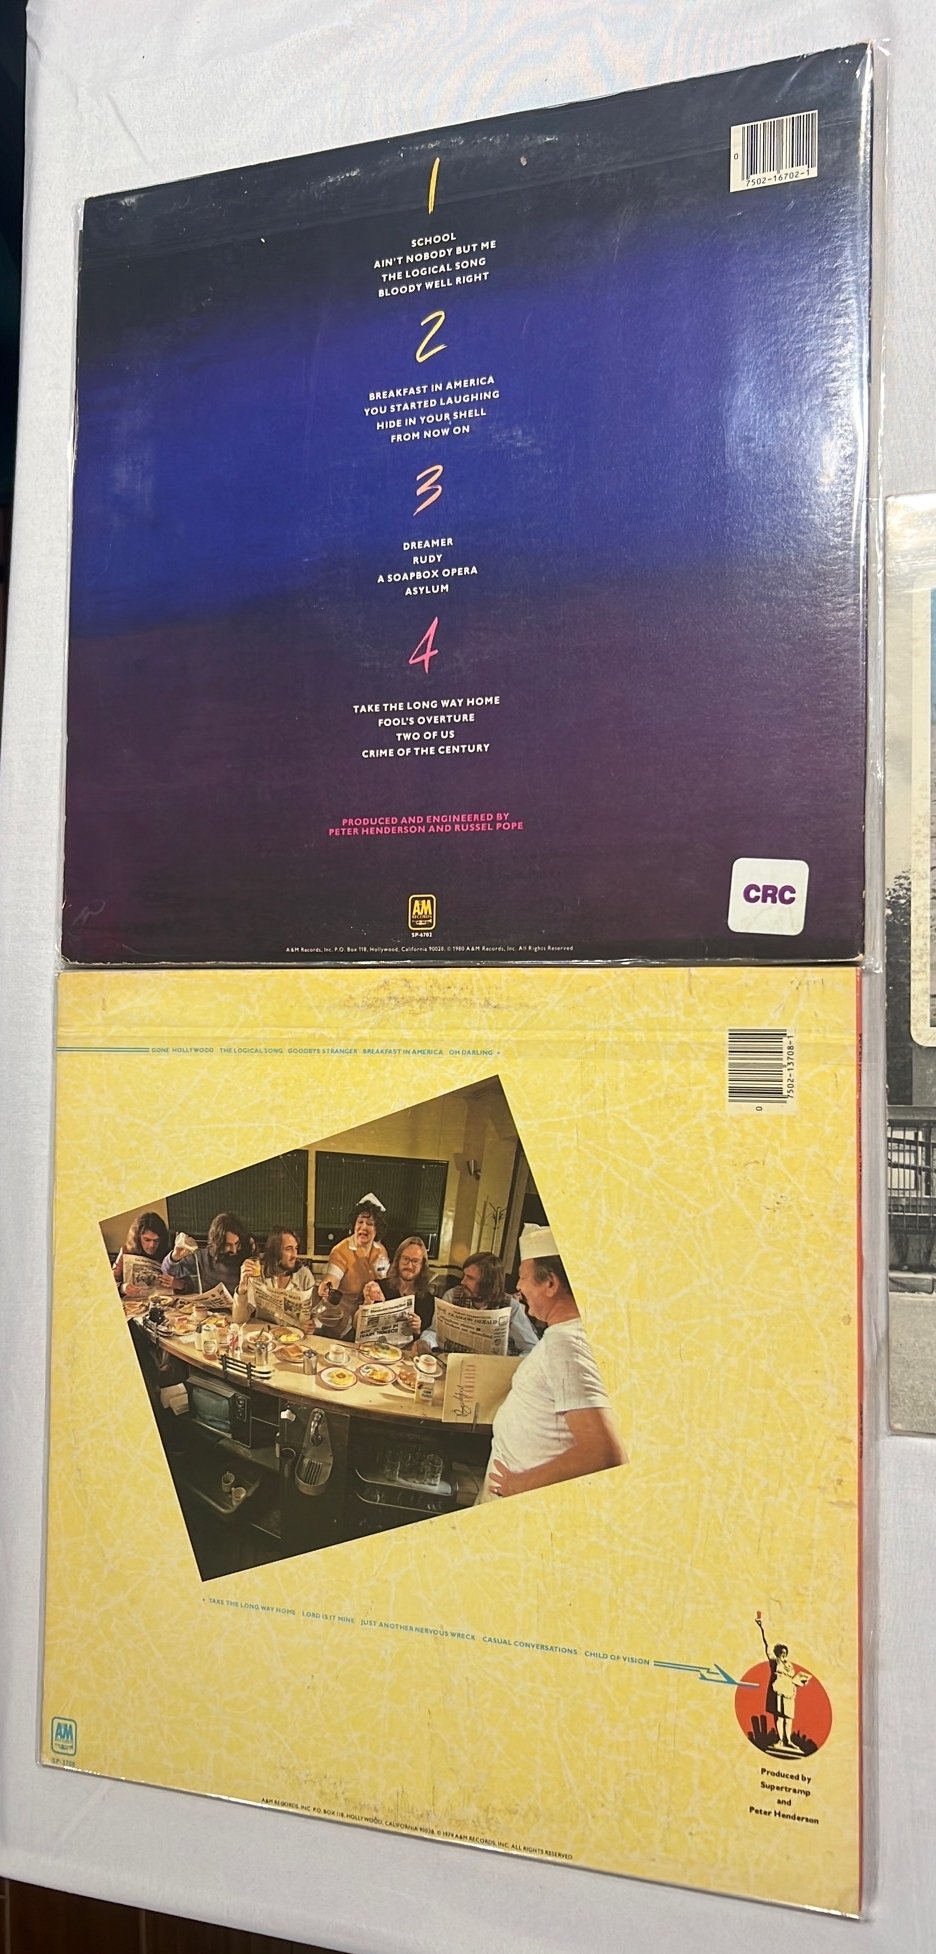 1
0
7502-16702-1
SCHOOL
AIN'T NOBODY BUT ME
THE LOGICAL SONG
BLOODY WELL RIGHT
2
BREAKFAST IN AMERICA
YOU STARTED LAUGHING
HIDE IN YOUR SHELL
FROM NOW ON
3
DREAMER
RUDY
A SOAPBOX OPERA
ASYLUM
4
TAKE THE LONG WAY HOME
FOOL'S OVERTURE
TWO OF US
CRIME OF THE CENTURY
PRODUCED AND ENGINEERED BY
PETER HENDERSON AND RUSSEL POPE
CRC
A&M
RECORDS
SP-6702
A&M Records, Inc. P.O. Box 118, Hollywood, California 90028. © 1980 A&M Records, Inc. All Rights Reserved
GONE HOLLYWOOD THE LOGICAL SONG GOODBYE STRANGER BREAKFAST IN AMERICA OH DARLING •
0
7502-13708-1
HERALD
• TAKE THE LONG WAY HOME LORD IS IT MINE JUST ANOTHER NERVOUS WRECK CASUAL CONVERSATIONS CHILD OF VISION
A&M
RECORDS
SP-3708
Produced by
Supertramp
and
Peter Henderson
A&M RECORDS, INC. P.O. BOX 118, HOLLYWOOD, CALIFORNIA 90028. © 1979 A&M RECORDS, INC. ALL RIGHTS RESERVED